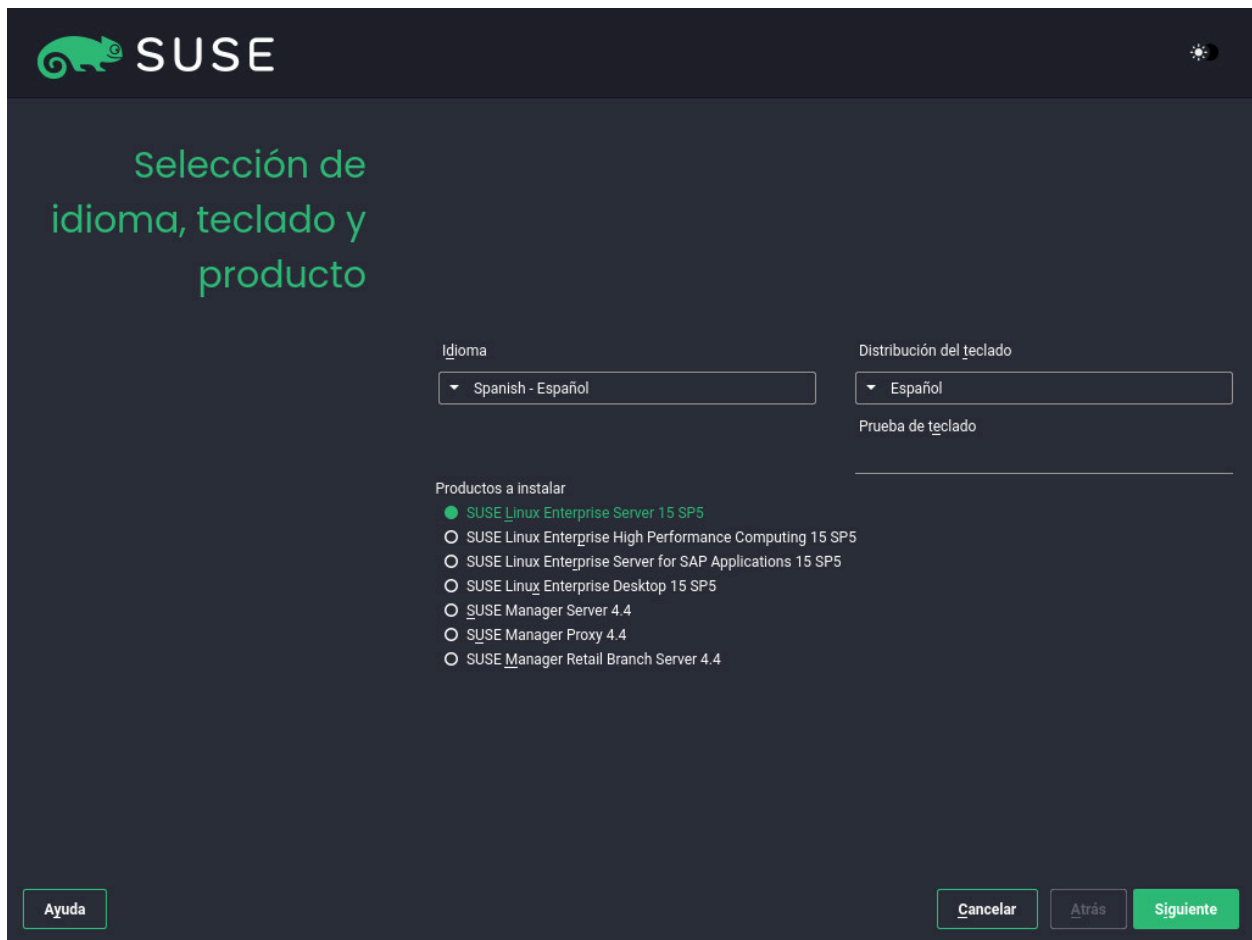 SUSE
Selección de
idioma, teclado y
producto
Idioma
Distribución del teclado
Spanish - Español
Español
Prueba de teclado
Productos a instalar
SUSE Linux Enterprise Server 15 SP5
SUSE Linux Enterprise High Performance Computing 15 SP5
SUSE Linux Enterprise Server for SAP Applications 15 SP5
SUSE Linux Enterprise Desktop 15 SP5
SUSE Manager Server 4.4
SUSE Manager Proxy 4.4
SUSE Manager Retail Branch Server 4.4
Ayuda
Cancelar
Atrás
Siguiente